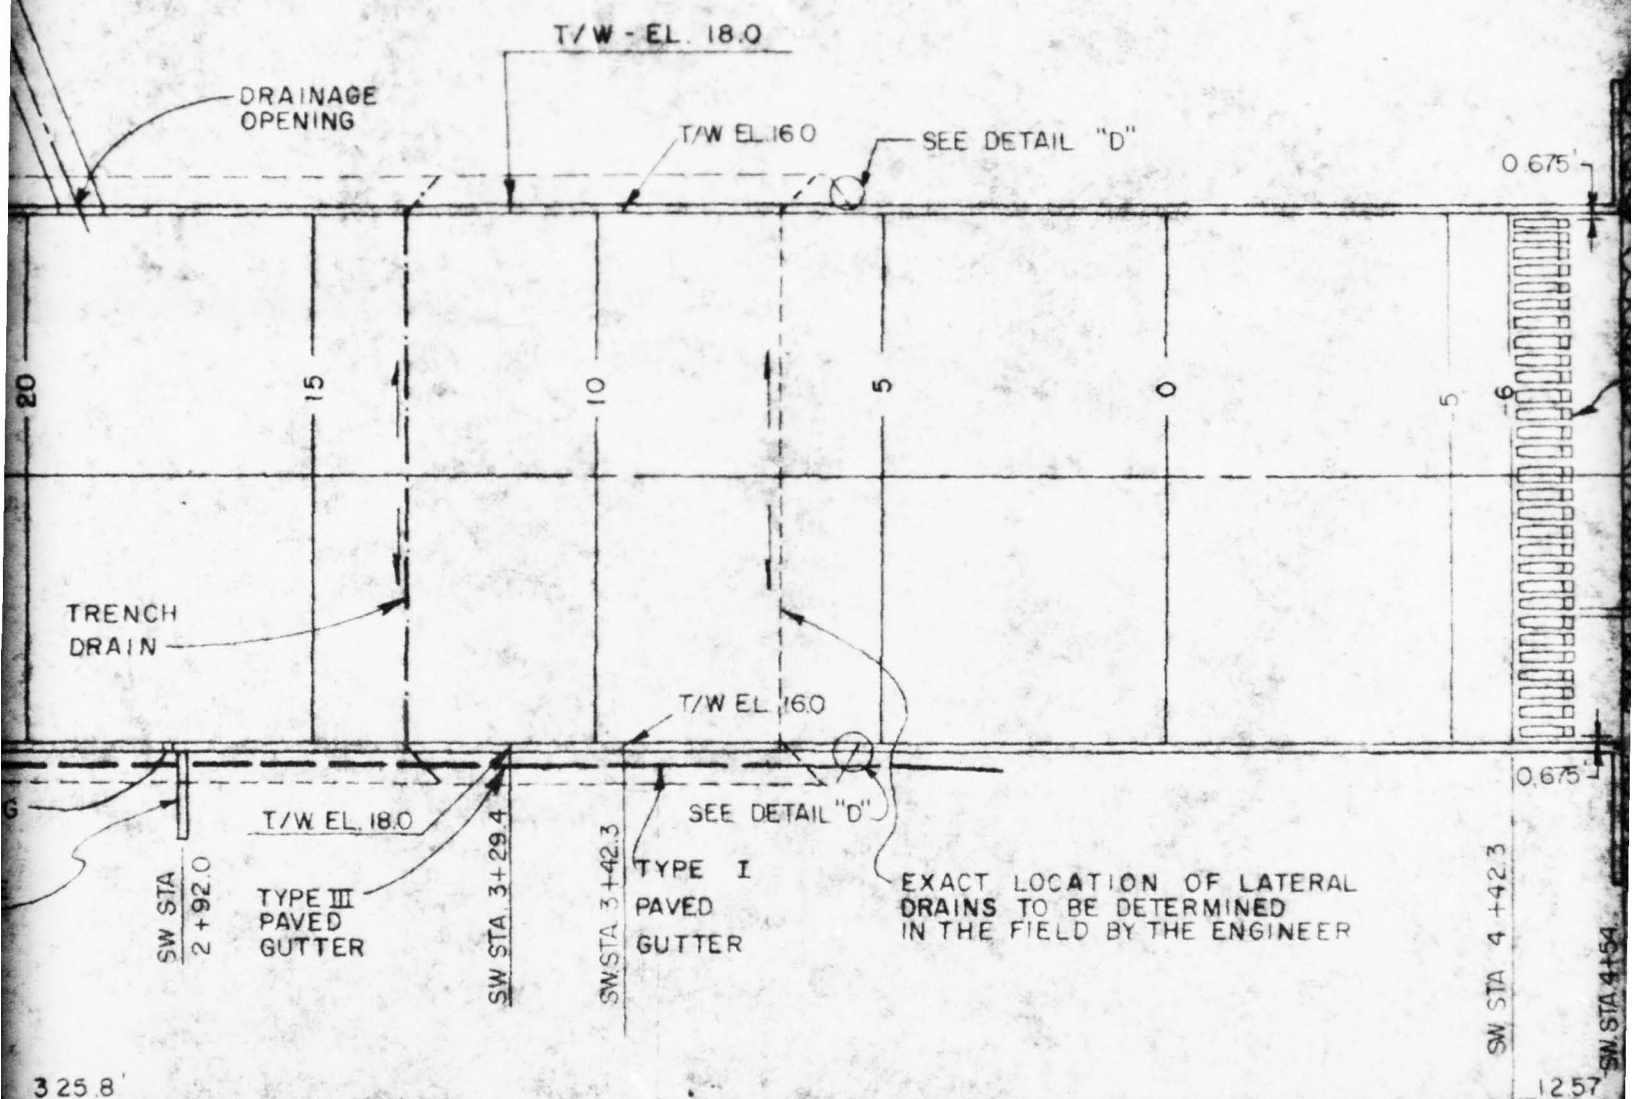 T/W - EL. 18.0
DRAINAGE
OPENING
T/W EL. 16.0
SEE DETAIL "D"
0.675'
20
15
10
5
0
-5
-6
TRENCH
DRAIN
T/W EL. 16.0
0.675'
G
T/W EL. 18.0
SEE DETAIL "D"
SW STA
2+92.0
TYPE III
PAVED
GUTTER
SW STA 3+29.4
SW STA 3+42.3
TYPE I
PAVED
GUTTER
EXACT LOCATION OF LATERAL
DRAINS TO BE DETERMINED
IN THE FIELD BY THE ENGINEER
SW STA 4+42.3
SW. STA. 4+54.
325.8'
12.57